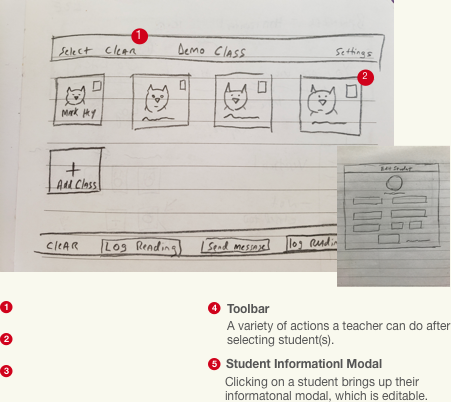 1
Select Clear Demo Class Settings
2
Mark Hy
+
Add Class
Edit Student
Clear Log Reading Send message log Readin
1
2
3
4 Toolbar
A variety of actions a teacher can do after
selecting student(s).
5 Student Informationl Modal
Clicking on a student brings up their
informatonal modal, which is editable.